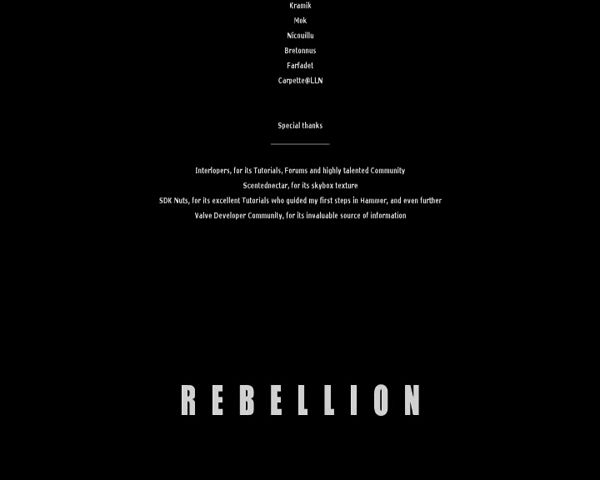 Kramik
Mok
Nicouillu
Bretonnus
Farfadet
Carpette@LLN
Special thanks
Interlopers, for its Tutorials, Forums and highly talented Community
Scentednectar, for its skybox texture
SDK Nuts, for its excellent Tutorials who guided my first steps in Hammer, and even further
Valve Developer Community, for its invaluable source of information
REBELLION